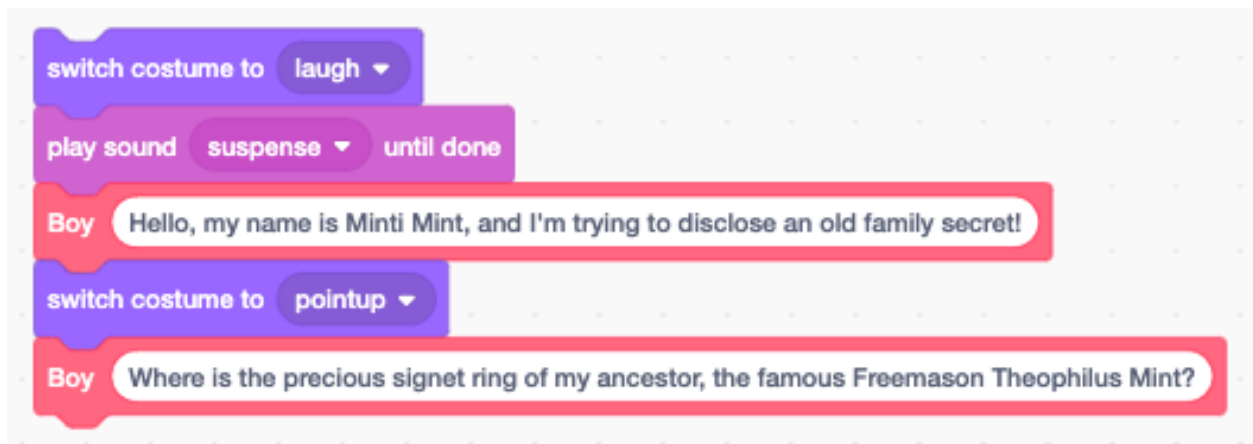 switch costume to laugh
play sound suspense until done
Boy Hello, my name is Minti Mint, and I'm trying to disclose an old family secret!
switch costume to pointup
Boy Where is the precious signet ring of my ancestor, the famous Freemason Theophilus Mint?